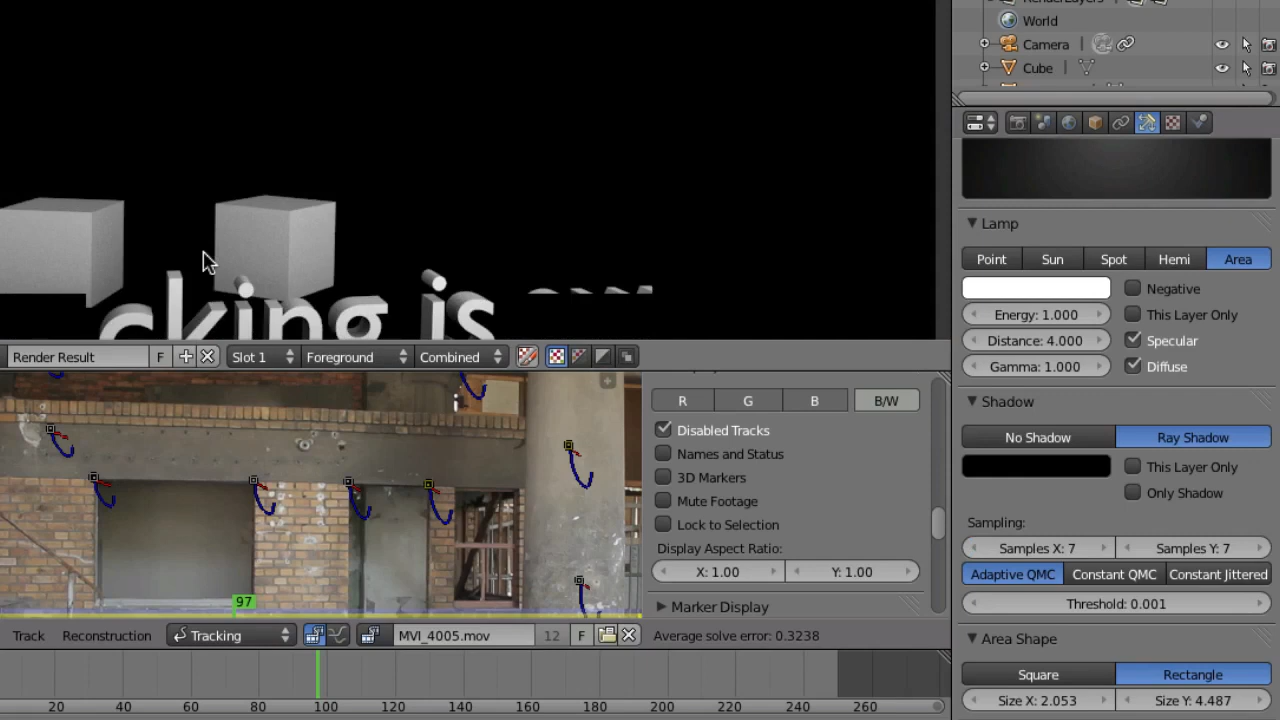 RenderLayers
World
Camera
Cube
Lamp
Point Sun Spot Hemi Area
Negative
Energy: 1.000 This Layer Only
Distance: 4.000 Specular
Gamma: 1.000 Diffuse
cking is
Render Result F Slot 1 Foreground Combined
Shadow
No Shadow Ray Shadow
This Layer Only
Only Shadow
Sampling:
Samples X: 7 Samples Y: 7
Adaptive QMC Constant QMC Constant Jittered
Threshold: 0.001
Area Shape
Square Rectangle
Size X: 2.053 Size Y: 4.487
R G B B/W
Disabled Tracks
Names and Status
3D Markers
Mute Footage
Lock to Selection
Display Aspect Ratio:
X: 1.00 Y: 1.00
Marker Display
97
Track Reconstruction Tracking MVI_4005.mov 12 F Average solve error: 0.3238
20 40 60 80 100 120 140 160 180 200 220 240 260